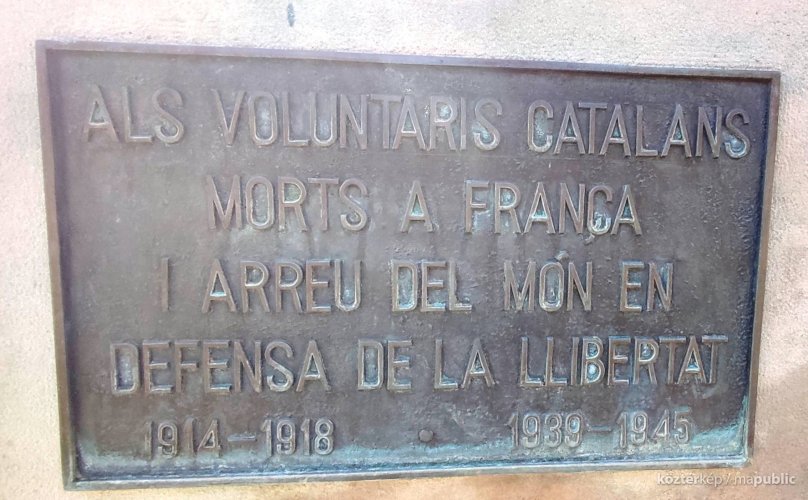 ALS VOLUNTARIS CATALANS
MORTS A FRANÇA
I ARREU DEL MÓN EN
DEFENSA DE LA LLIBERTAT
1914-1918 1939-1945
köztérkép / mapublic